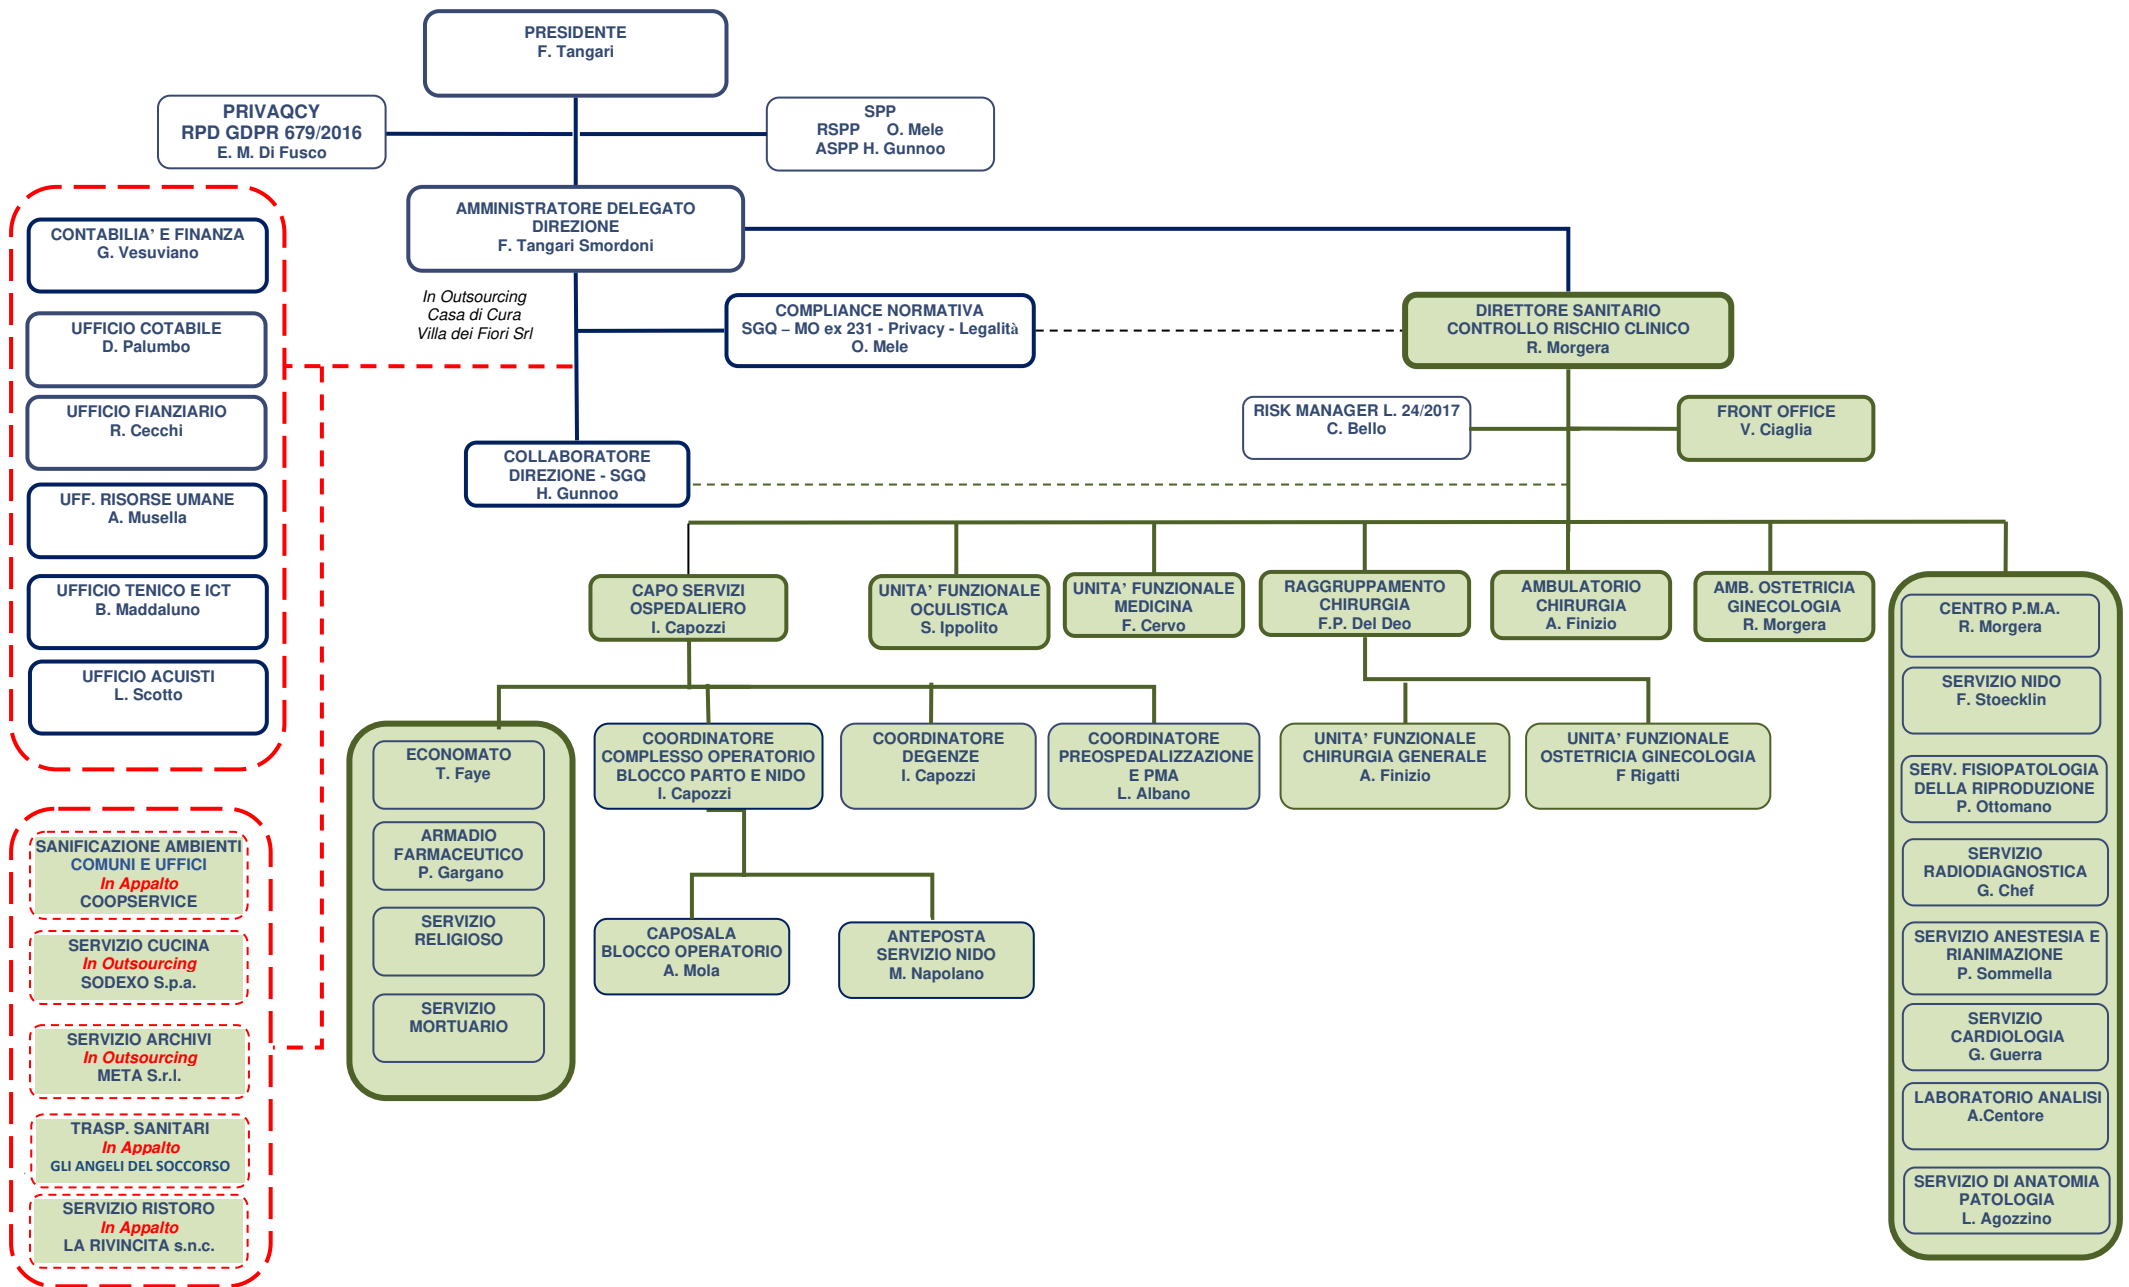 PRESIDENTE
F. Tangari
PRIVAQCY
RPD GDPR 679/2016
E. M. Di Fusco
SPP
RSPP O. Mele
ASPP H. Gunnoo
AMMINISTRATORE DELEGATO
DIREZIONE
F. Tangari Smordoni
CONTABILIA’ E FINANZA
G. Vesuviano
UFFICIO COTABILE
D. Palumbo
UFFICIO FIANZIARIO
R. Cecchi
UFF. RISORSE UMANE
A. Musella
UFFICIO TENICO E ICT
B. Maddaluno
UFFICIO ACUISTI
L. Scotto
In Outsourcing
Casa di Cura
Villa dei Fiori Srl
COMPLIANCE NORMATIVA
SGQ – MO ex 231 - Privacy - Legalità
O. Mele
DIRETTORE SANITARIO
CONTROLLO RISCHIO CLINICO
R. Morgera
RISK MANAGER L. 24/2017
C. Bello
FRONT OFFICE
V. Ciaglia
COLLABORATORE
DIREZIONE - SGQ
H. Gunnoo
CAPO SERVIZI
OSPEDALIERO
I. Capozzi
UNITA’ FUNZIONALE
OCULISTICA
S. Ippolito
UNITA’ FUNZIONALE
MEDICINA
F. Cervo
RAGGRUPPAMENTO
CHIRURGIA
F.P. Del Deo
AMBULATORIO
CHIRURGIA
A. Finizio
AMB. OSTETRICIA
GINECOLOGIA
R. Morgera
CENTRO P.M.A.
R. Morgera
SERVIZIO NIDO
F. Stoecklin
SERV. FISIOPATOLOGIA
DELLA RIPRODUZIONE
P. Ottomano
SERVIZIO
RADIODIAGNOSTICA
G. Chef
SERVIZIO ANESTESIA E
RIANIMAZIONE
P. Sommella
SERVIZIO
CARDIOLOGIA
G. Guerra
LABORATORIO ANALISI
A.Centore
SERVIZIO DI ANATOMIA
PATOLOGIA
L. Agozzino
ECONOMATO
T. Faye
ARMADIO
FARMACEUTICO
P. Gargano
SERVIZIO
RELIGIOSO
SERVIZIO
MORTUARIO
COORDINATORE
COMPLESSO OPERATORIO
BLOCCO PARTO E NIDO
I. Capozzi
COORDINATORE
DEGENZE
I. Capozzi
COORDINATORE
PREOSPEDALIZZAZIONE
E PMA
L. Albano
UNITA’ FUNZIONALE
CHIRURGIA GENERALE
A. Finizio
UNITA’ FUNZIONALE
OSTETRICIA GINECOLOGIA
F Rigatti
CAPOSALA
BLOCCO OPERATORIO
A. Mola
ANTEPOSTA
SERVIZIO NIDO
M. Napolano
SANIFICAZIONE AMBIENTI
COMUNI E UFFICI
In Appalto
COOPSERVICE
SERVIZIO CUCINA
In Outsourcing
SODEXO S.p.a.
SERVIZIO ARCHIVI
In Outsourcing
META S.r.l.
TRASP. SANITARI
In Appalto
GLI ANGELI DEL SOCCORSO
SERVIZIO RISTORO
In Appalto
LA RIVINCITA s.n.c.